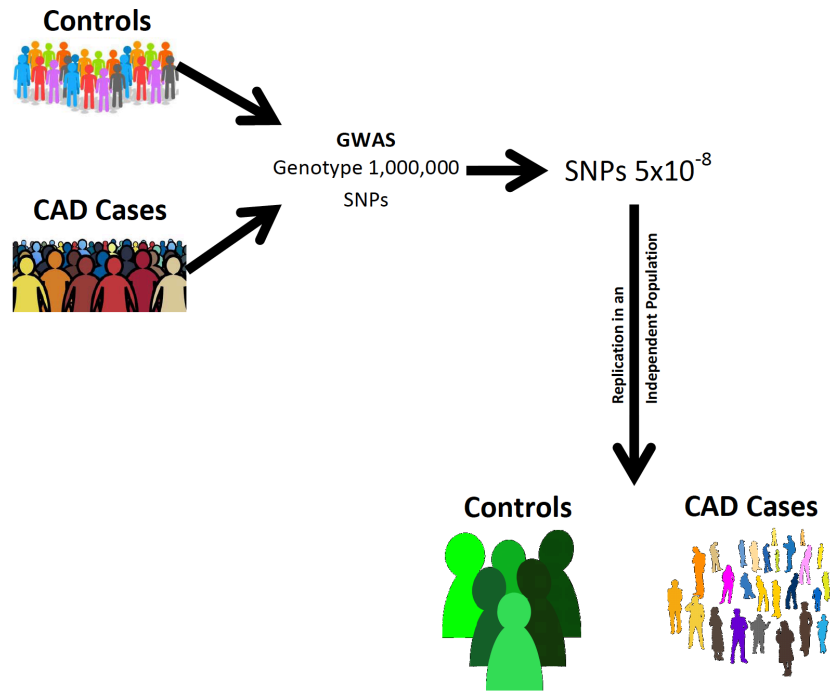 Controls
CAD Cases
GWAS
Genotype 1,000,000
SNPs
SNPs 5x10⁻⁸
Replication in an
Independent Population
Controls
CAD Cases